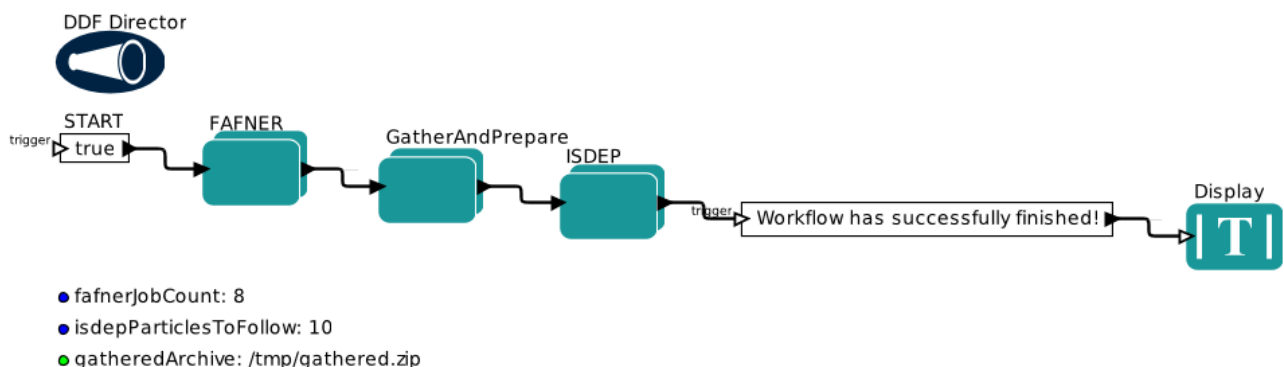 DDF Director
START
trigger
true
FAFNER
GatherAndPrepare
ISDEP
trigger
Workflow has successfully finished!
Display
T
fafnerJobCount: 8
isdepParticlesToFollow: 10
gatheredArchive: /tmp/gathered.zip